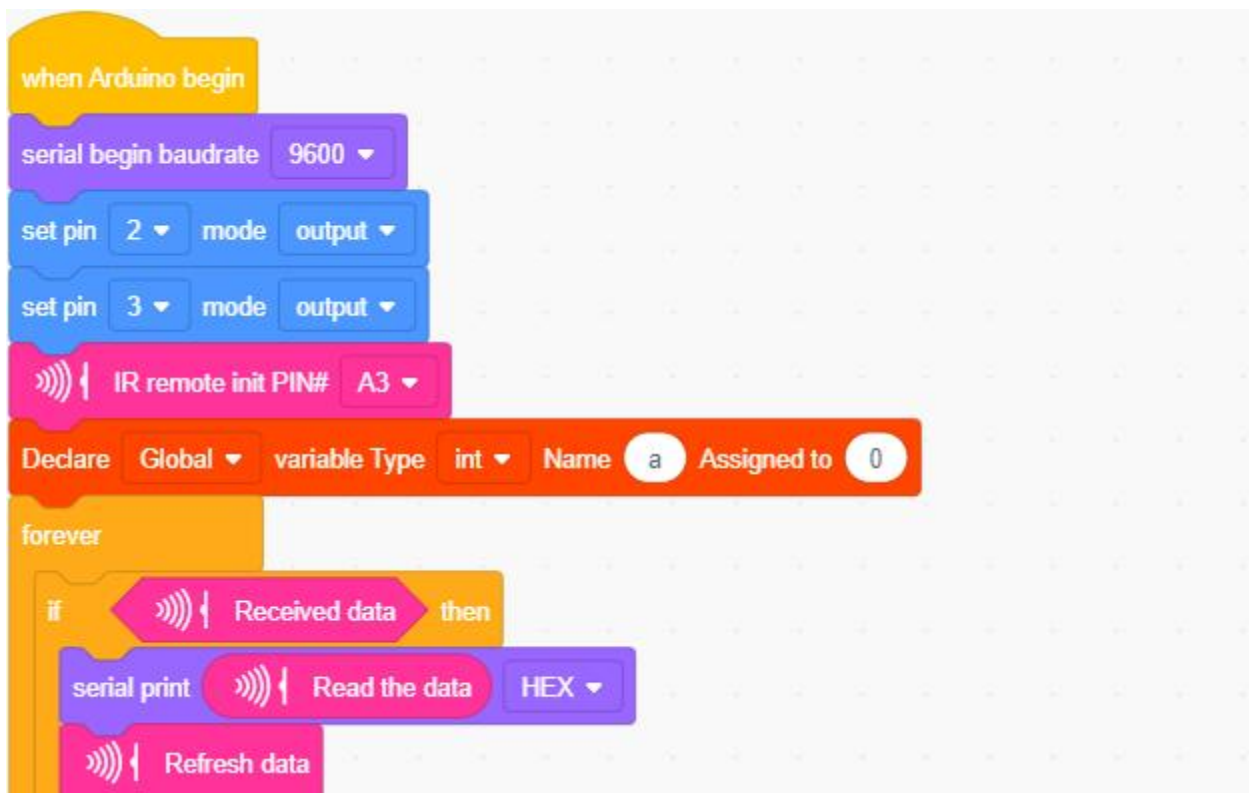 when Arduino begin
serial begin baudrate 9600
set pin 2 mode output
set pin 3 mode output
IR remote init PIN# A3
Declare Global variable Type int Name a Assigned to 0
forever
if Received data then
serial print Read the data HEX
Refresh data